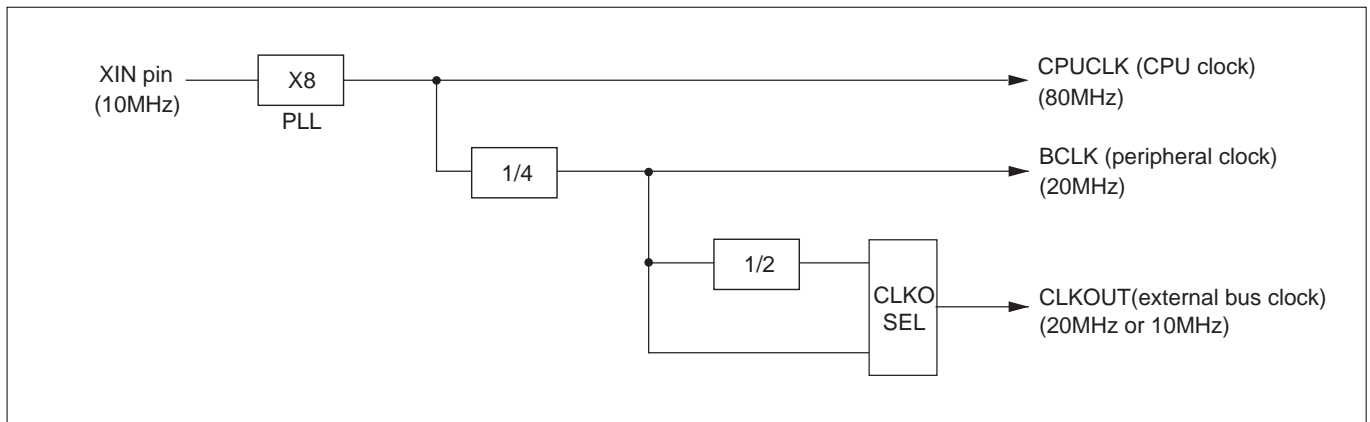 XIN pin
(10MHz)
X8
PLL
CPUCLK (CPU clock)
(80MHz)
1/4
BCLK (peripheral clock)
(20MHz)
1/2
CLKO
SEL
CLKOUT(external bus clock)
(20MHz or 10MHz)